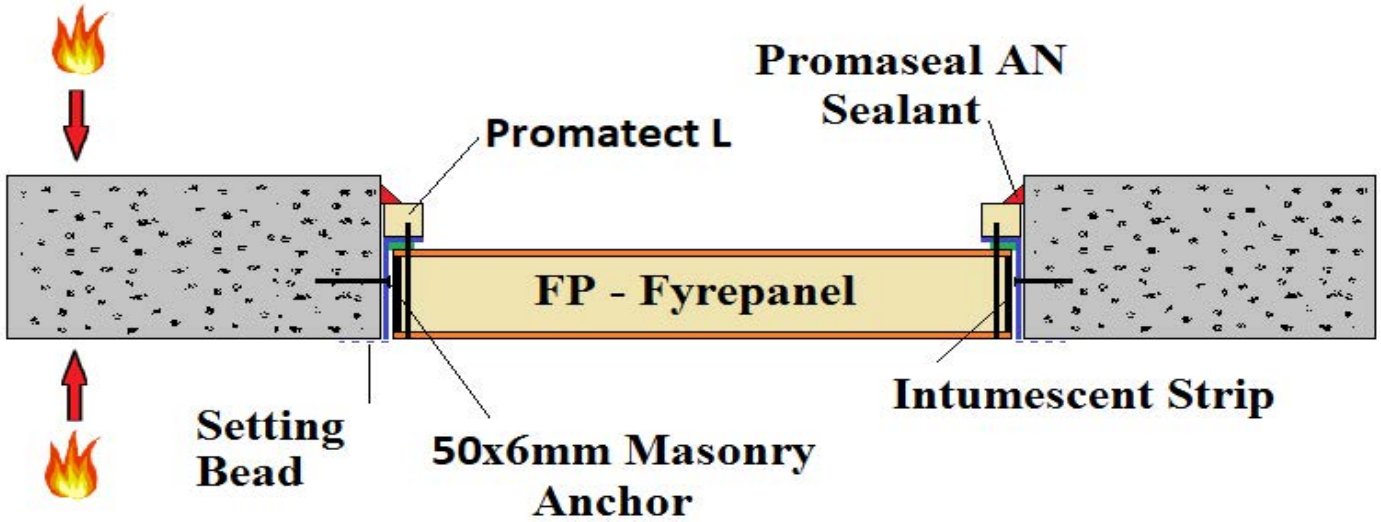 Promaseal AN
Sealant
Promatect L
FP - Fyrepanel
Intumescent Strip
Setting
Bead
50x6mm Masonry
Anchor